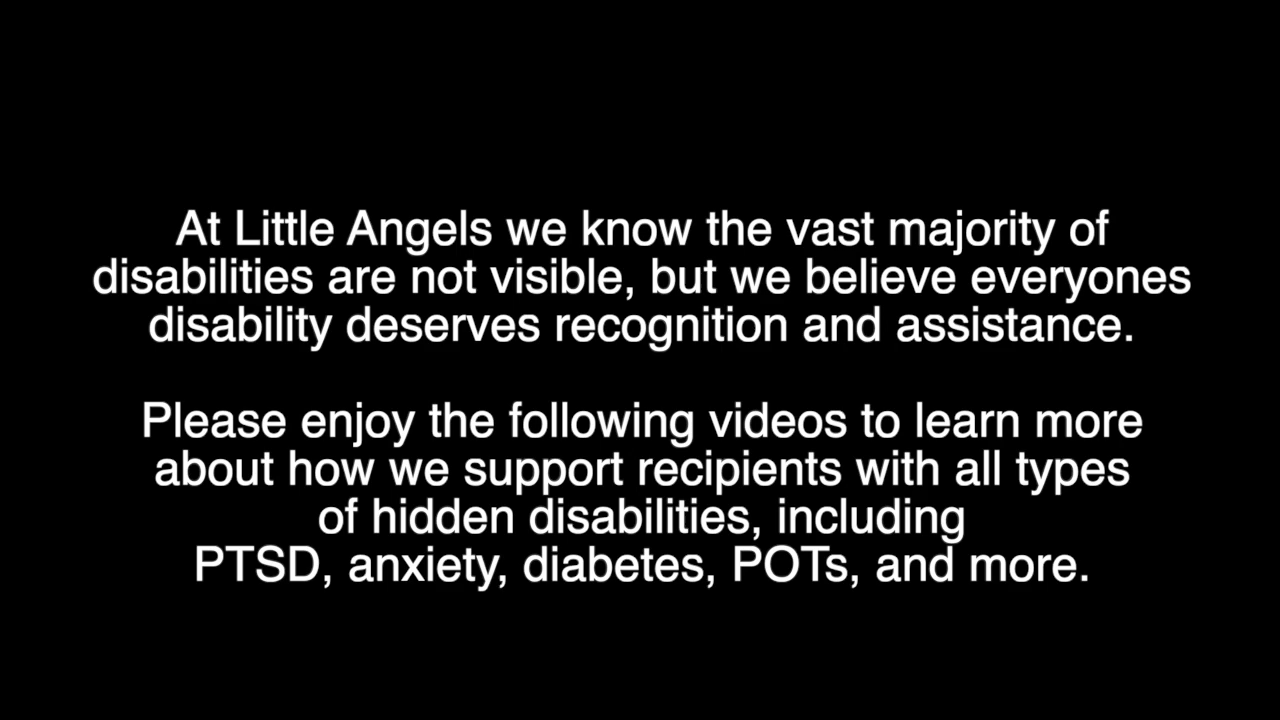 At Little Angels we know the vast majority of
disabilities are not visible, but we believe everyones
disability deserves recognition and assistance.
Please enjoy the following videos to learn more
about how we support recipients with all types
of hidden disabilities, including
PTSD, anxiety, diabetes, POTs, and more.